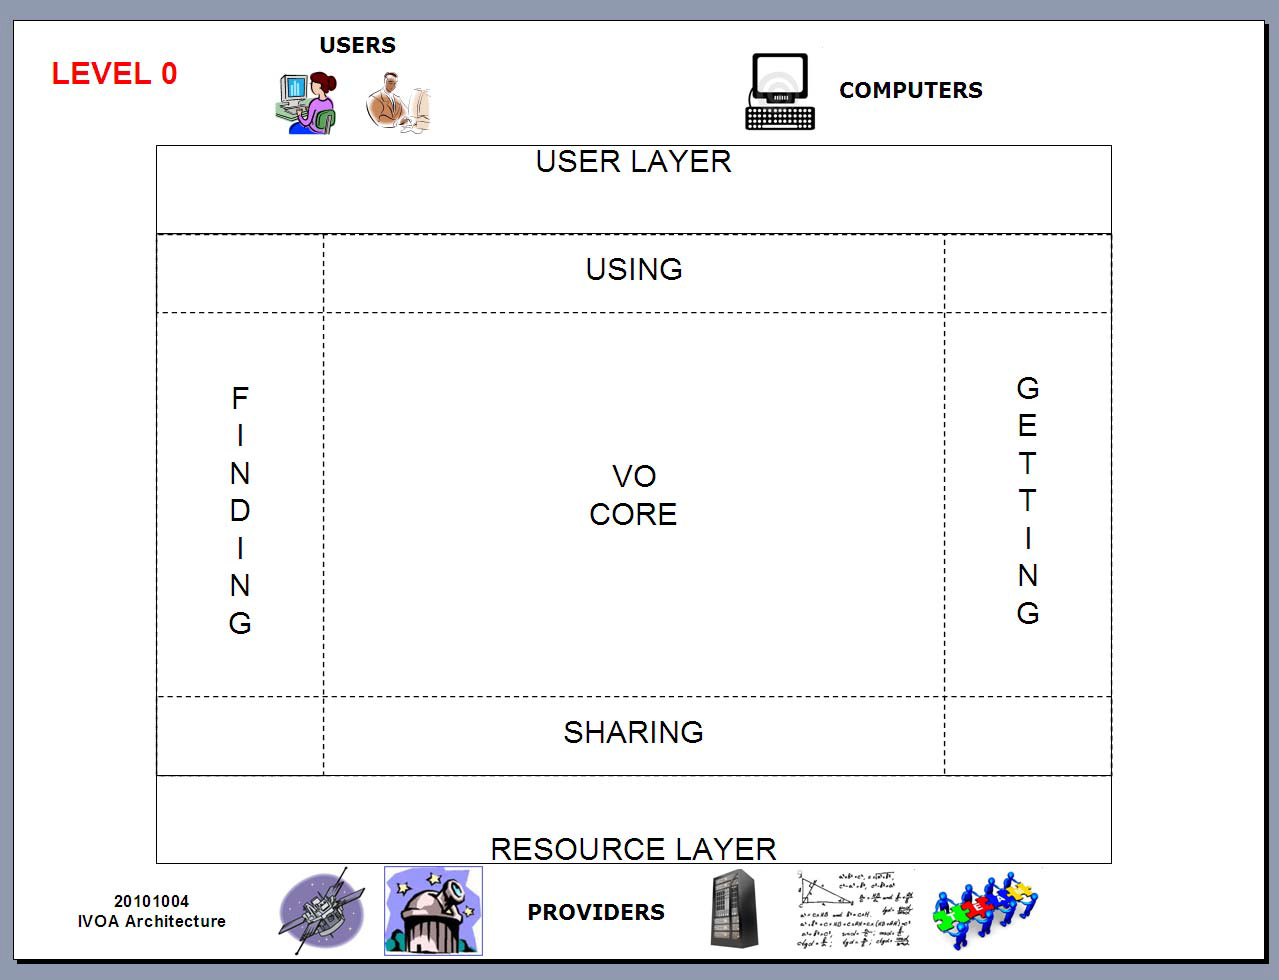 USERS
LEVEL 0
COMPUTERS
USER LAYER
USING
F
I
N
D
I
N
G
VO
CORE
G
E
T
T
I
N
G
SHARING
RESOURCE LAYER
20101004
IVOA Architecture
PROVIDERS